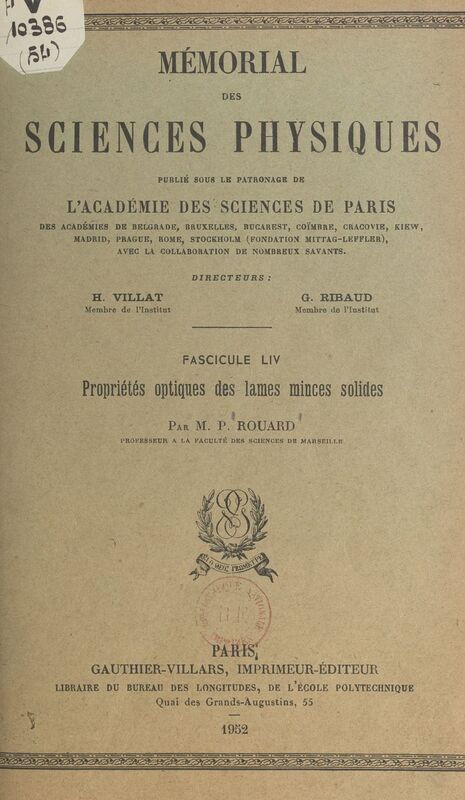 V
10386
(54)
MÉMORIAL
DES
SCIENCES PHYSIQUES
PUBLIÉ SOUS LE PATRONAGE DE
L'ACADÉMIE DES SCIENCES DE PARIS
DES ACADÉMIES DE BELGRADE, BRUXELLES, BUCAREST, COÏMBRE, CRACOVIE, KIEW,
MADRID, PRAGUE, ROME, STOCKHOLM (FONDATION MITTAG-LEFFLER),
AVEC LA COLLABORATION DE NOMBREUX SAVANTS.
DIRECTEURS :
H. VILLAT G. RIBAUD
Membre de l'Institut Membre de l'Institut
FASCICULE LIV
Propriétés optiques des lames minces solides
PAR M. P. ROUARD
PROFESSEUR A LA FACULTÉ DES SCIENCES DE MARSEILLE
PARIS,
GAUTHIER-VILLARS, IMPRIMEUR-ÉDITEUR
LIBRAIRE DU BUREAU DES LONGITUDES, DE L'ÉCOLE POLYTECHNIQUE
Quai des Grands-Augustins, 55
1952